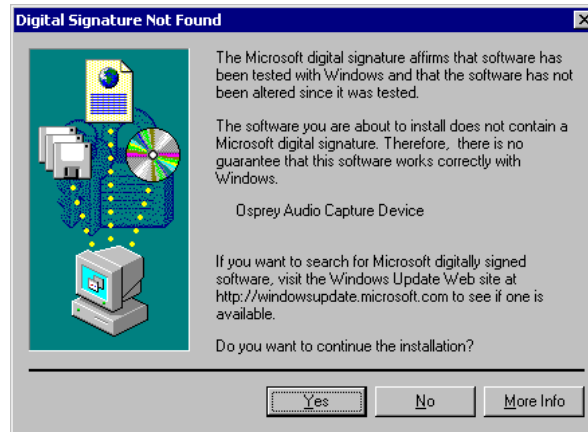 Digital Signature Not Found
The Microsoft digital signature affirms that software has
been tested with Windows and that the software has not
been altered since it was tested.
The software you are about to install does not contain a
Microsoft digital signature. Therefore, there is no
guarantee that this software works correctly with
Windows.
Osprey Audio Capture Device
If you want to search for Microsoft digitally signed
software, visit the Windows Update Web site at
http://windowsupdate.microsoft.com to see if one is
available.
Do you want to continue the installation?
Yes
No
More Info